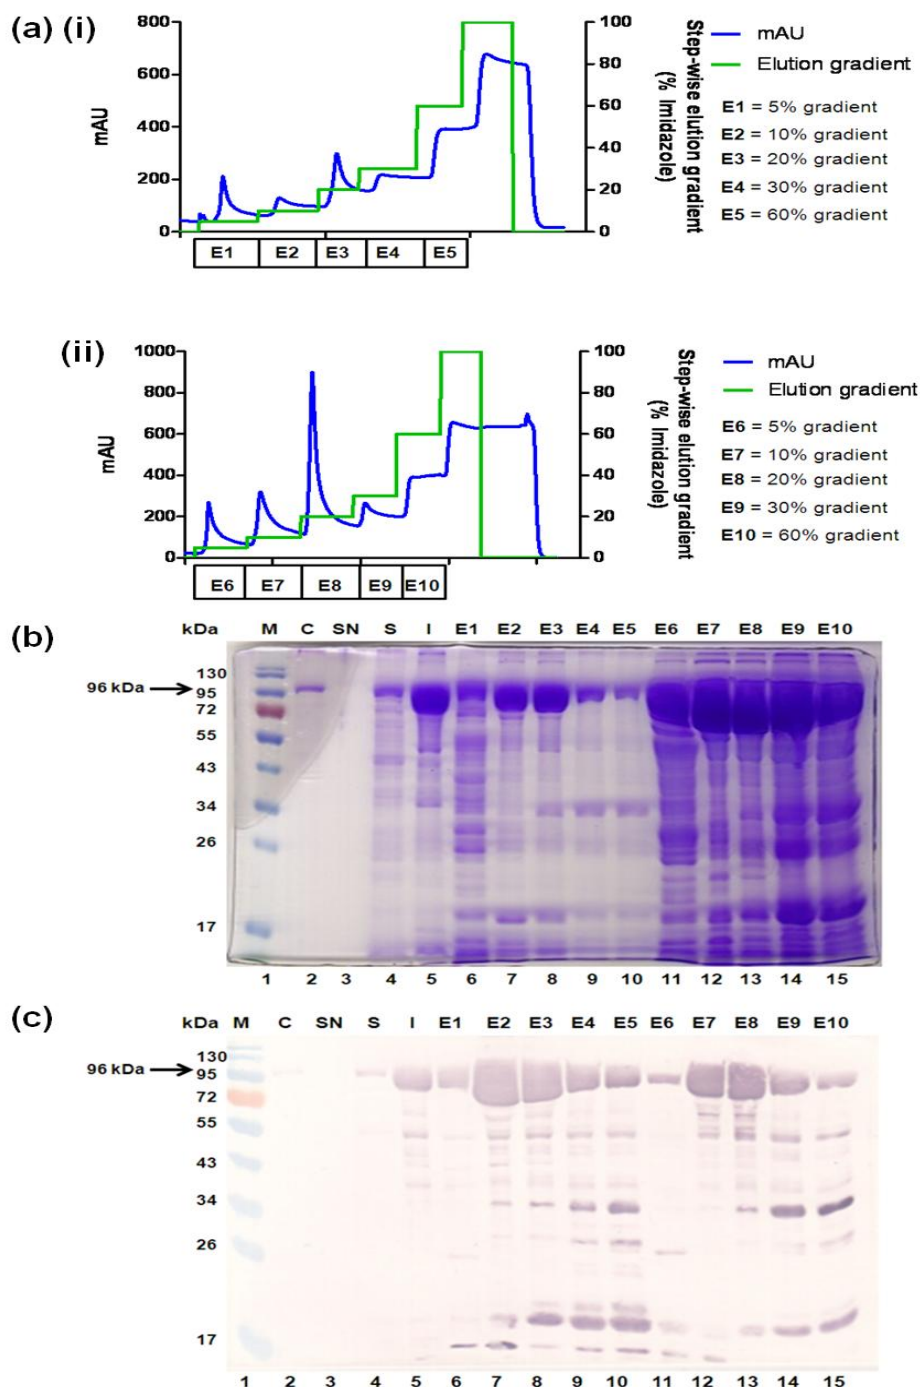 (a) (i)
800
600
400
200
0
mAU
100
80
60
40
20
0
Step-wise elution gradient
(% Imidazole)
mAU
Elution gradient
E1 = 5% gradient
E2 = 10% gradient
E3 = 20% gradient
E4 = 30% gradient
E5 = 60% gradient
E1 E2 E3 E4 E5
(ii)
1000
800
600
400
200
0
mAU
100
80
60
40
20
0
Step-wise elution gradient
(% Imidazole)
mAU
Elution gradient
E6 = 5% gradient
E7 = 10% gradient
E8 = 20% gradient
E9 = 30% gradient
E10 = 60% gradient
E6 E7 E8 E9 E10
(b)
kDa M C SN S I E1 E2 E3 E4 E5 E6 E7 E8 E9 E10
96 kDa
130
95
72
55
43
34
26
17
1 2 3 4 5 6 7 8 9 10 11 12 13 14 15
(c)
kDa M C SN S I E1 E2 E3 E4 E5 E6 E7 E8 E9 E10
96 kDa
130
95
72
55
43
34
26
17
1 2 3 4 5 6 7 8 9 10 11 12 13 14 15